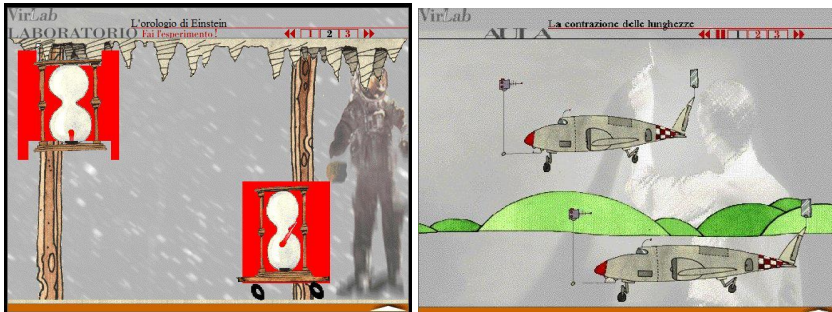 VirLab
L'orologio di Einstein
LABORATORIO Fai l'esperimento! 1 2 3
VirLab
La contrazione delle lunghezze
AULA 1 2 3